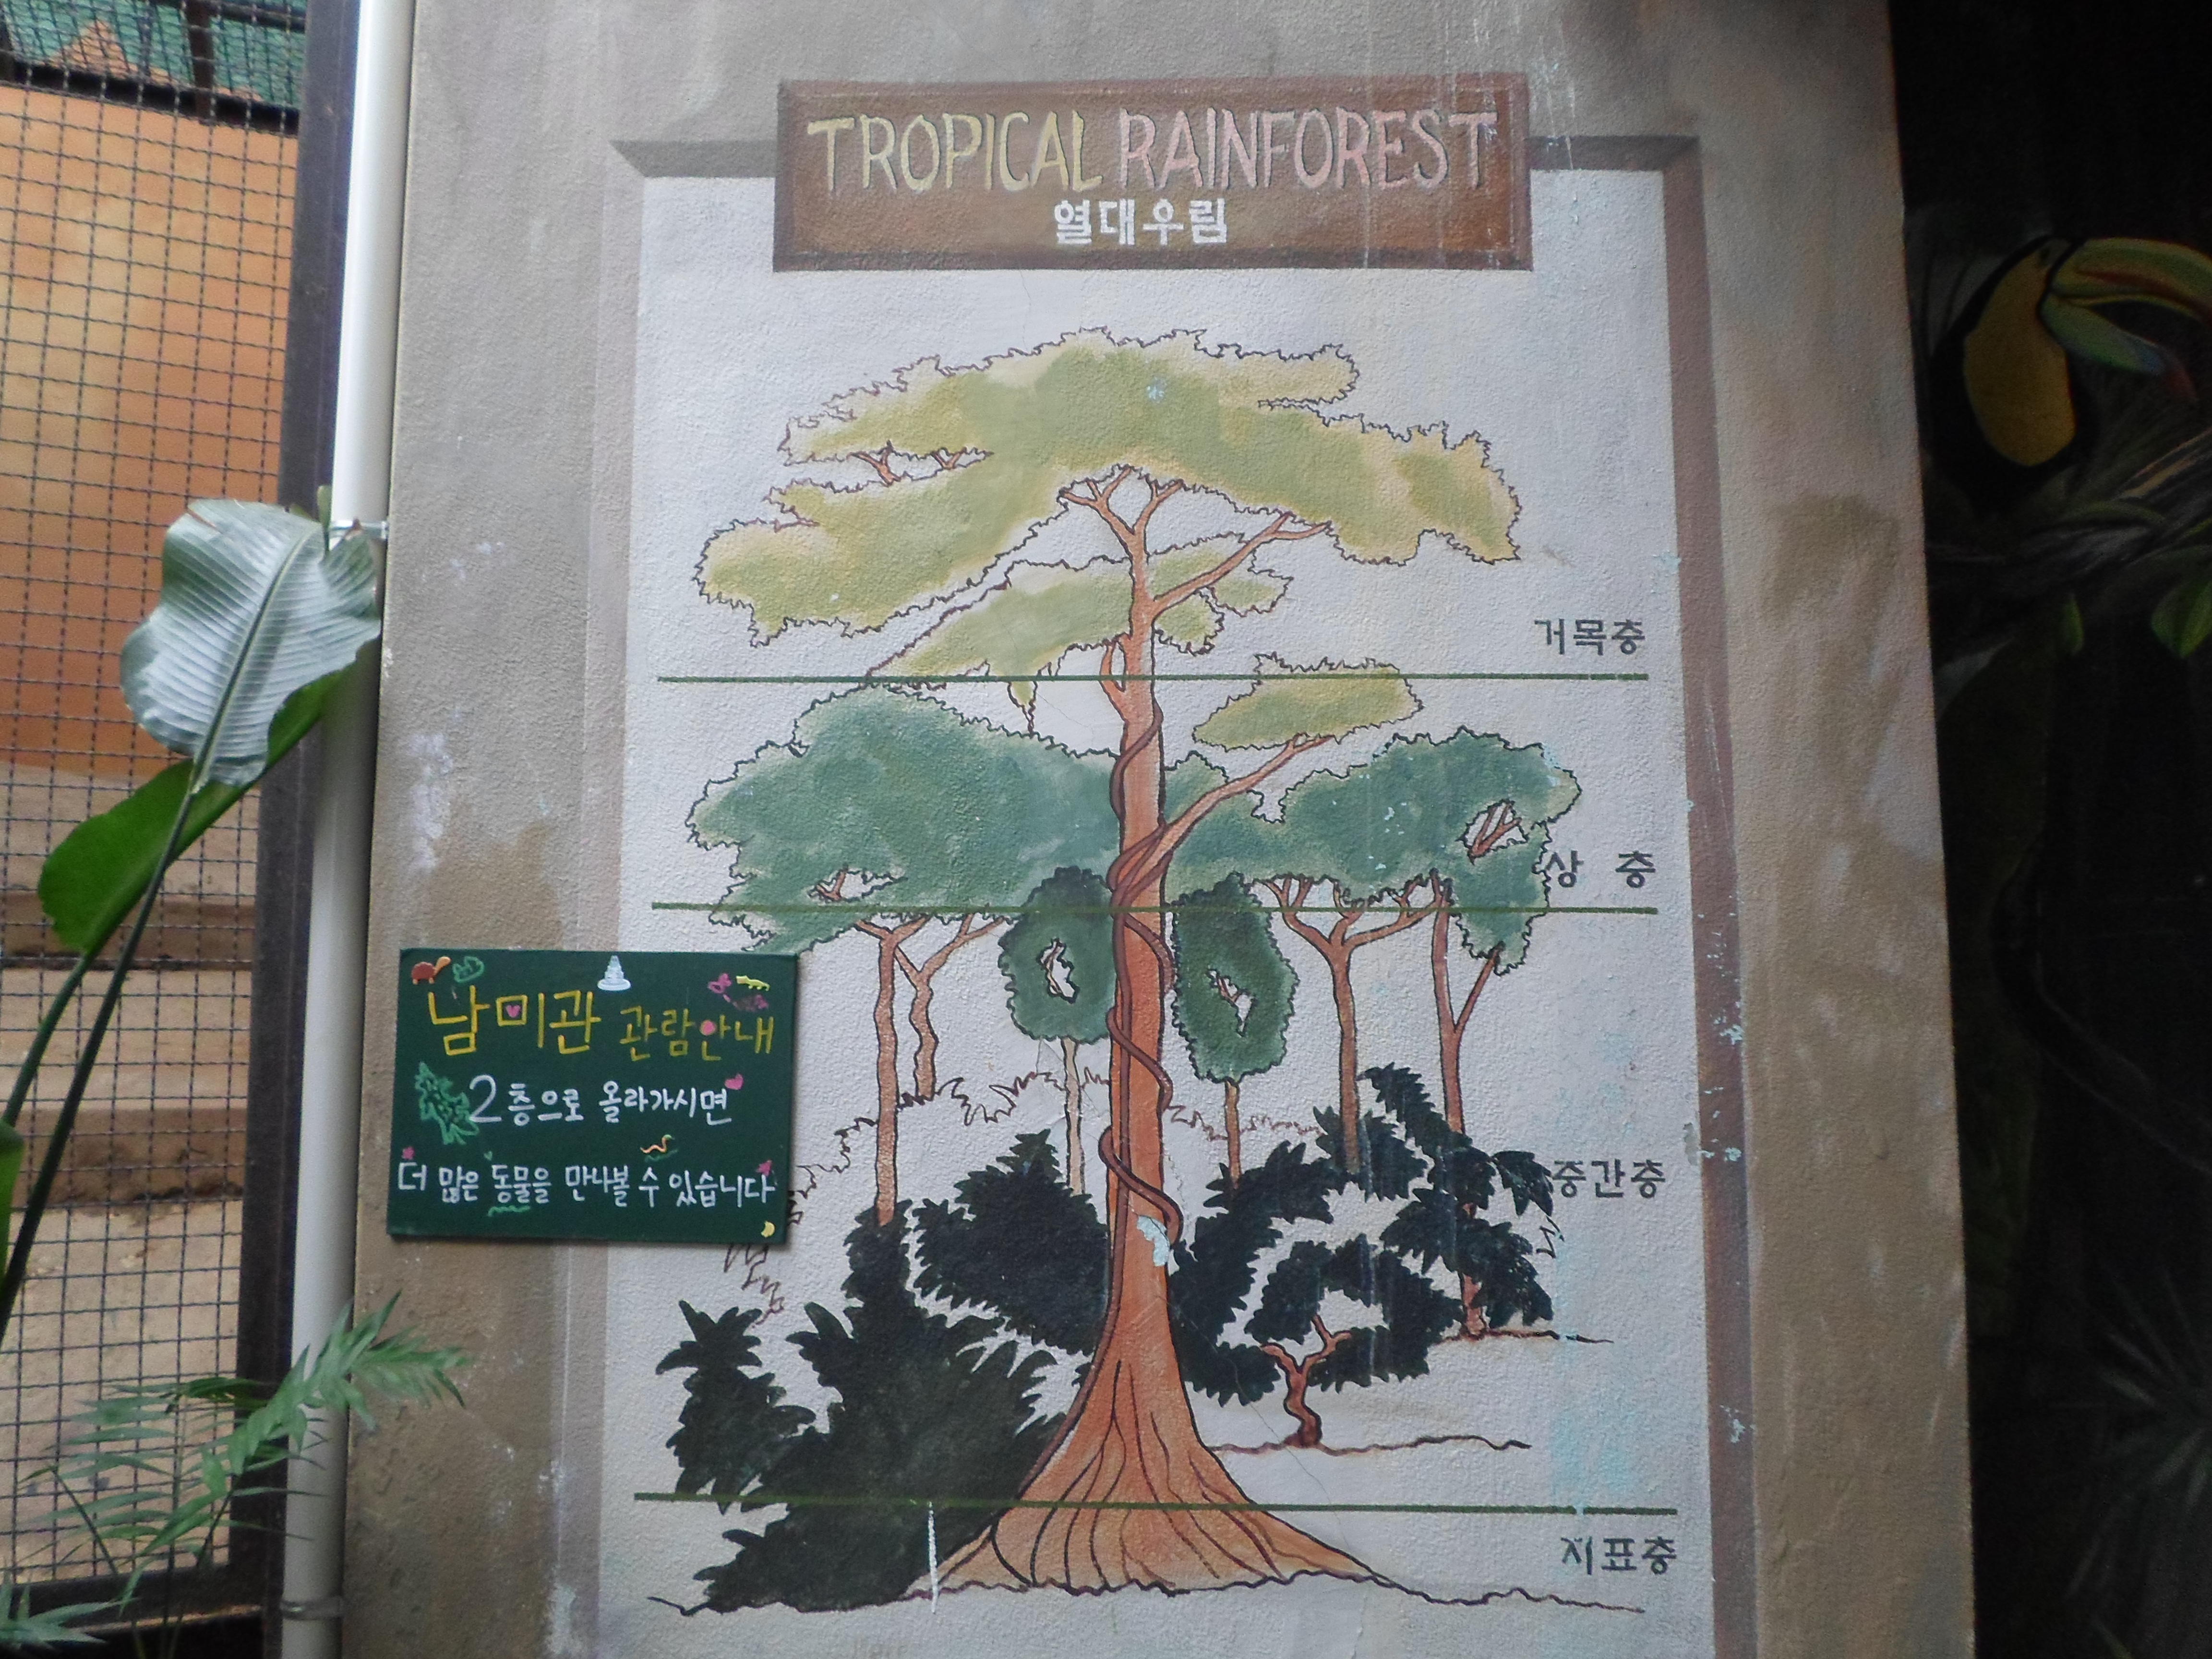 TROPICAL RAINFOREST
열대우림
거목층
상 층
중간층
지표층
남미관 관람안내
2층으로 올라가시면
더 많은 동물을 만나볼 수 있습니다